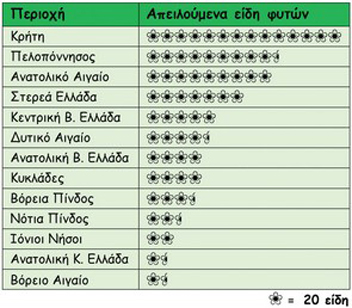 Περιοχή Απειλούμενα είδη φυτών
Κρήτη
Πελοπόννησος
Ανατολικό Αιγαίο
Στερεά Ελλάδα
Κεντρική Β. Ελλάδα
Δυτικό Αιγαίο
Ανατολική Β. Ελλάδα
Κυκλάδες
Βόρεια Πίνδος
Νότια Πίνδος
Ιόνιοι Νήσοι
Ανατολική Κ. Ελλάδα
Βόρειο Αιγαίο
= 20 είδη